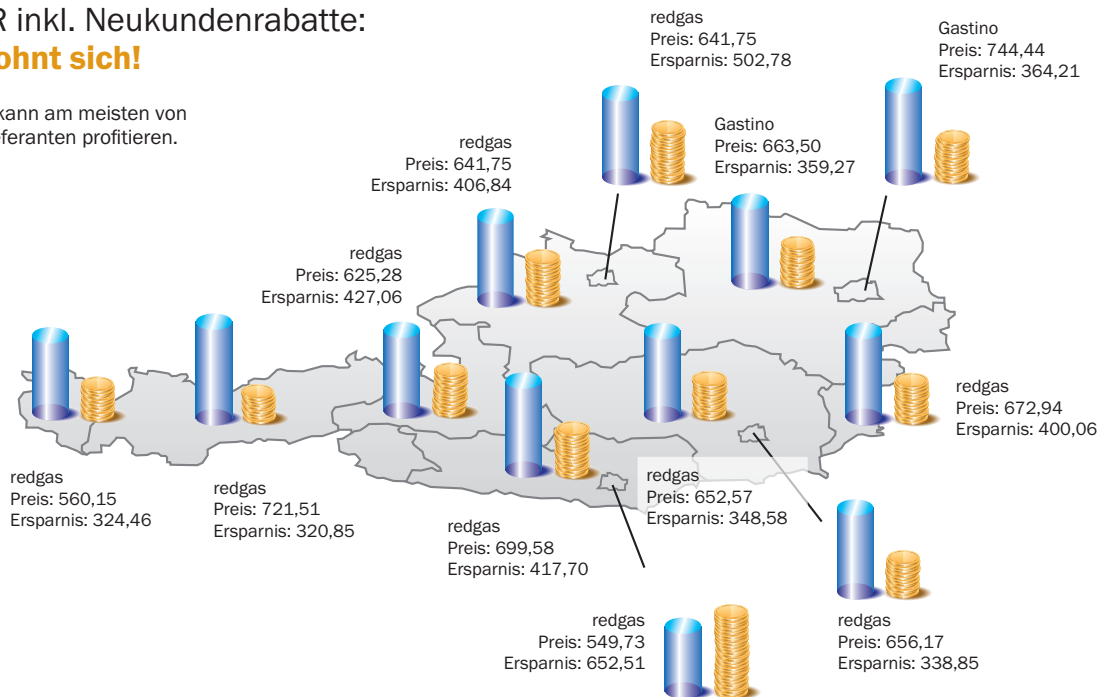 R inkl. Neukundenrabatte:
ohnt sich!
kann am meisten von
eferanten profitieren.
redgas
Preis: 641,75
Ersparnis: 502,78
Gastino
Preis: 744,44
Ersparnis: 364,21
Gastino
Preis: 663,50
Ersparnis: 359,27
redgas
Preis: 641,75
Ersparnis: 406,84
redgas
Preis: 625,28
Ersparnis: 427,06
redgas
Preis: 672,94
Ersparnis: 400,06
redgas
Preis: 560,15
Ersparnis: 324,46
redgas
Preis: 721,51
Ersparnis: 320,85
redgas
Preis: 652,57
Ersparnis: 348,58
redgas
Preis: 699,58
Ersparnis: 417,70
redgas
Preis: 549,73
Ersparnis: 652,51
redgas
Preis: 656,17
Ersparnis: 338,85